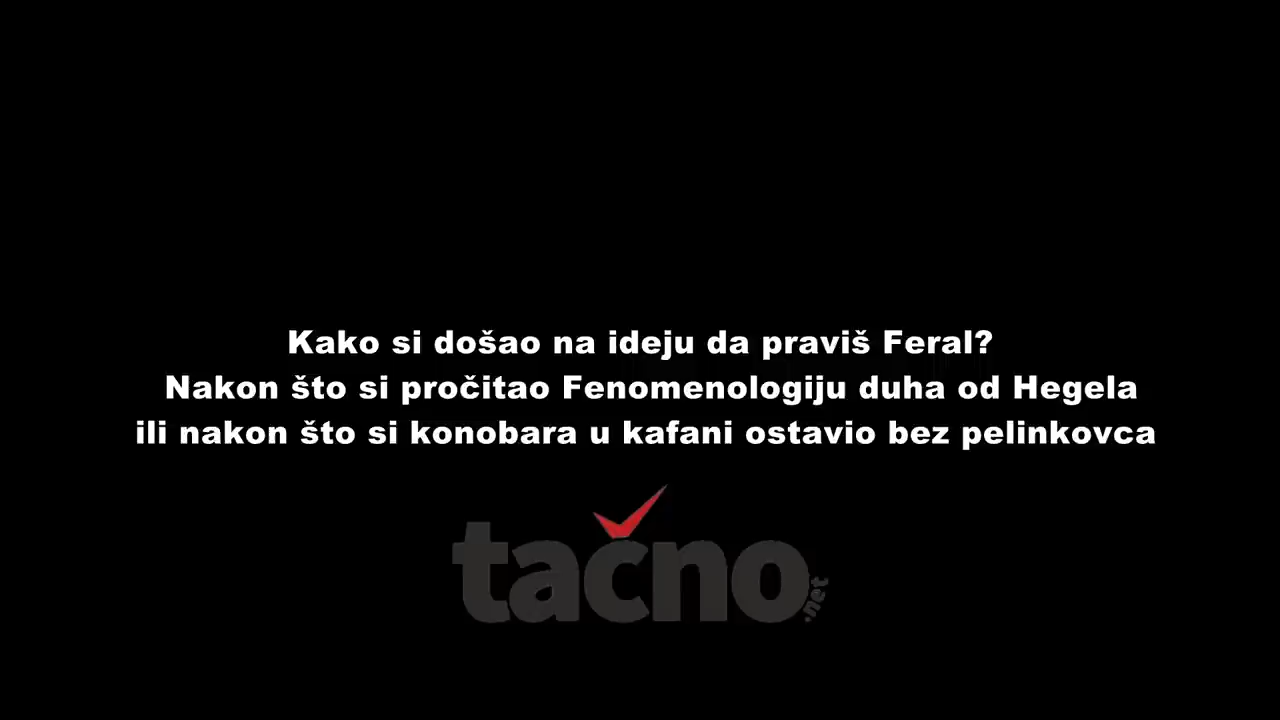 Kako si došao na ideju da praviš Feral?
Nakon što si pročitao Fenomenologiju duha od Hegela
ili nakon što si konobara u kafani ostavio bez pelinkovca
tačno.net